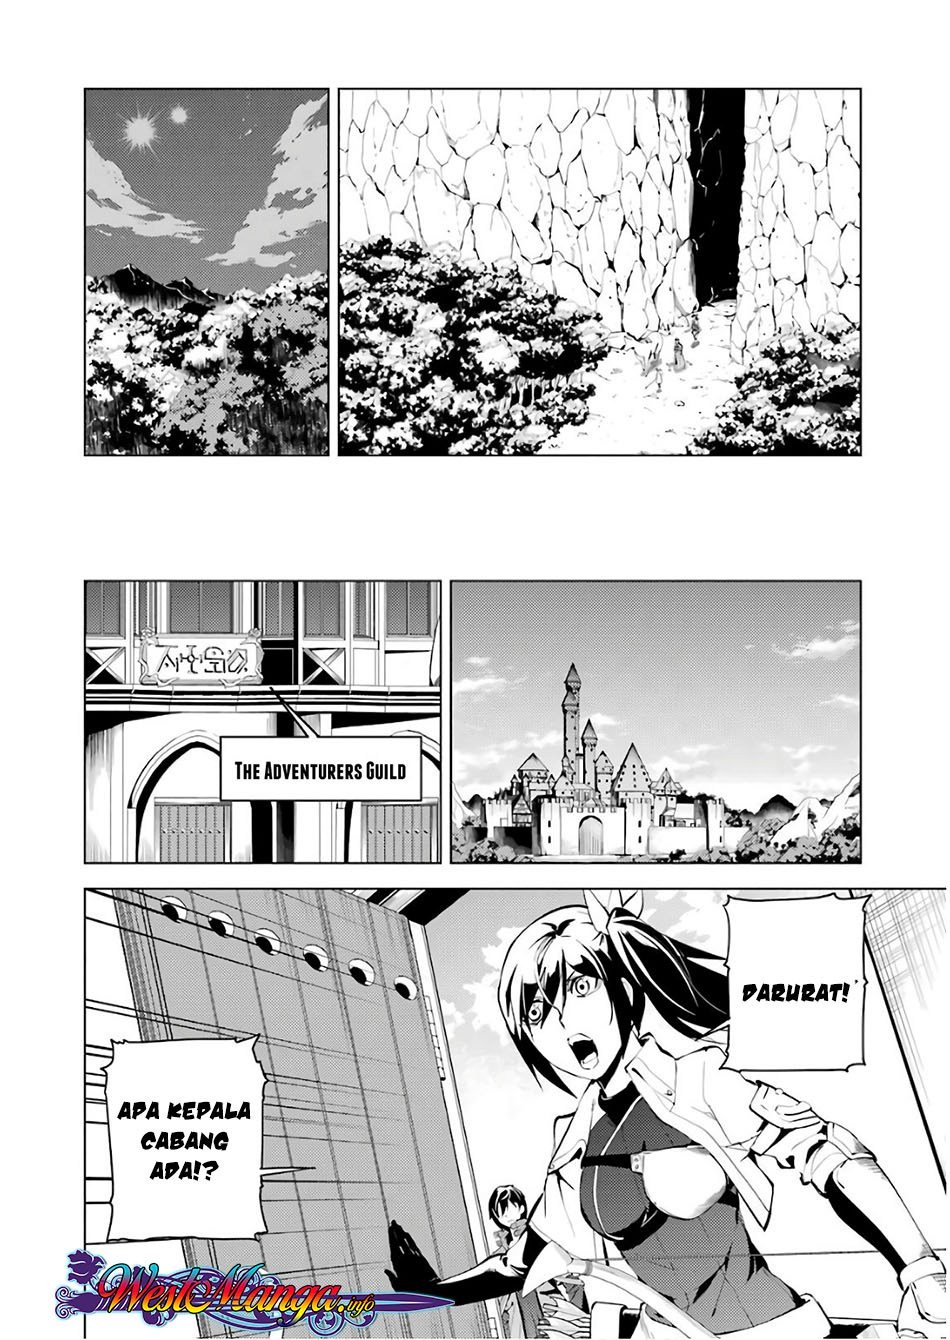 THE ADVENTURERS GUILD
DARURAT!
APA KEPALA
CABANG
ADA!?
WestManga.info